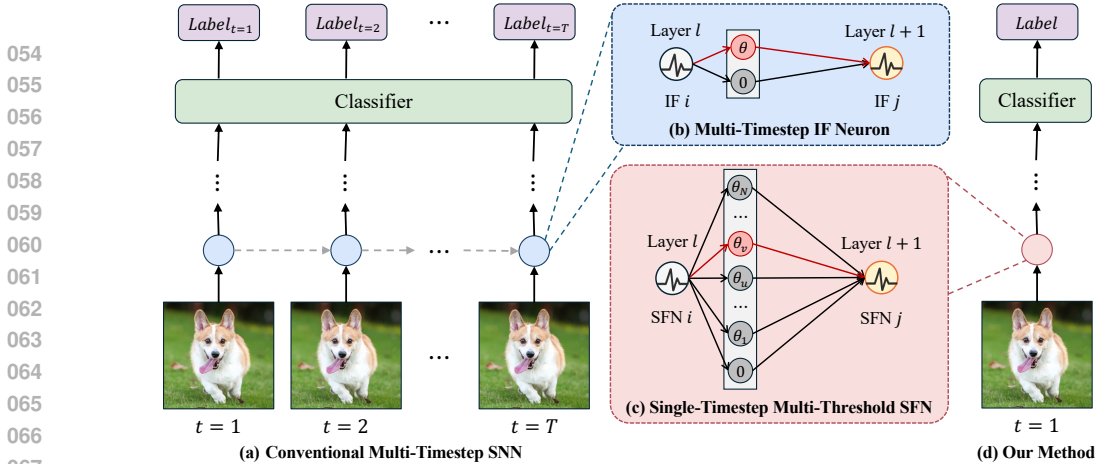 054
055
056
057
058
059
060
061
062
063
064
065
066
Label_{t=1}
Label_{t=2}
...
Label_{t=T}
Classifier
⋮
⋮
⋮
...
...
t = 1
t = 2
t = T
(a) Conventional Multi-Timestep SNN
Layer l
Layer l + 1
θ
0
IF i
IF j
(b) Multi-Timestep IF Neuron
θ_N
...
Layer l
θ_v
Layer l + 1
θ_u
SFN i
...
SFN j
θ_1
0
(c) Single-Timestep Multi-Threshold SFN
Label
Classifier
⋮
t = 1
(d) Our Method